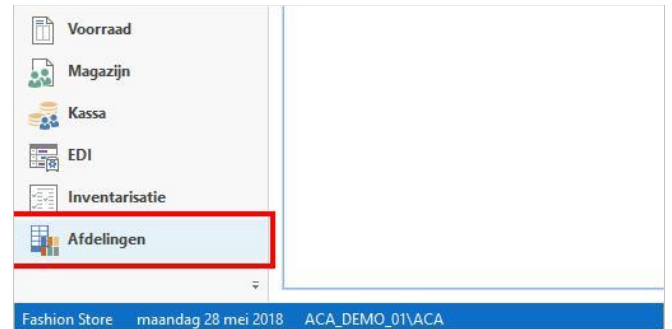 Voorraad
Magazijn
Kassa
EDI
Inventarisatie
Afdelingen
Fashion Store maandag 28 mei 2018 ACA_DEMO_01\ACA